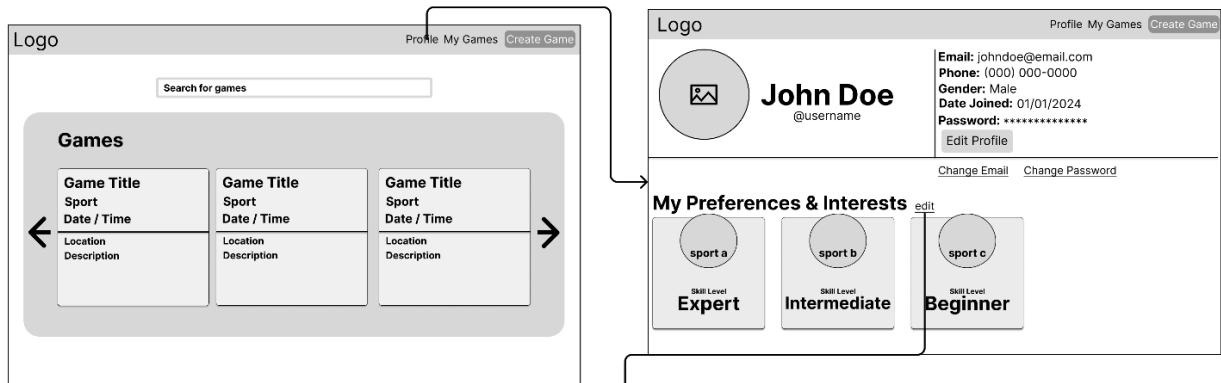 Logo
Profile My Games Create Game
Search for games
Games
Game Title
Sport
Date / Time
Location
Description
Game Title
Sport
Date / Time
Location
Description
Game Title
Sport
Date / Time
Location
Description
Logo
Profile My Games Create Game
John Doe
@username
Email: johndoe@email.com
Phone: (000) 000-0000
Gender: Male
Date Joined: 01/01/2024
Password: **************
Edit Profile
Change Email Change Password
My Preferences & Interests edit
sport a
Skill Level
Expert
sport b
Skill Level
Intermediate
sport c
Skill Level
Beginner